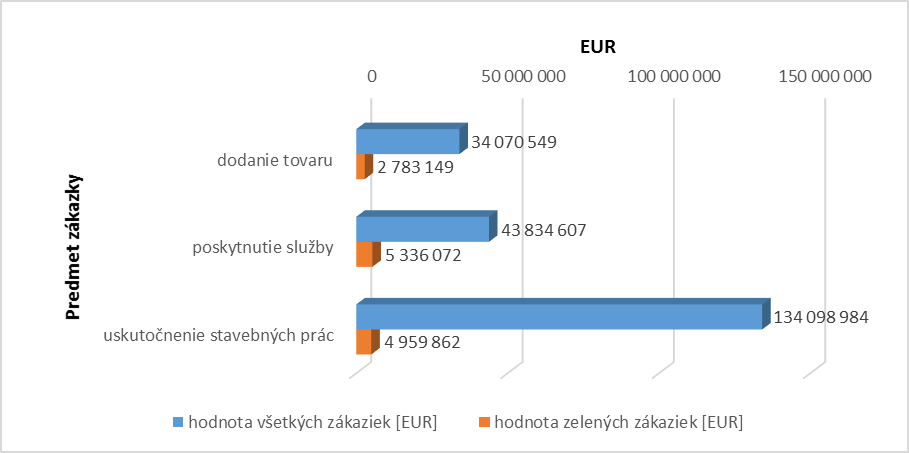 EUR
0 50 000 000 100 000 000 150 000 000
Predmet zákazky
dodanie tovaru
34 070 549
2 783 149
poskytnutie služby
43 834 607
5 336 072
uskutočnenie stavebných prác
134 098 984
4 959 862
hodnota všetkých zákaziek [EUR] hodnota zelených zákaziek [EUR]